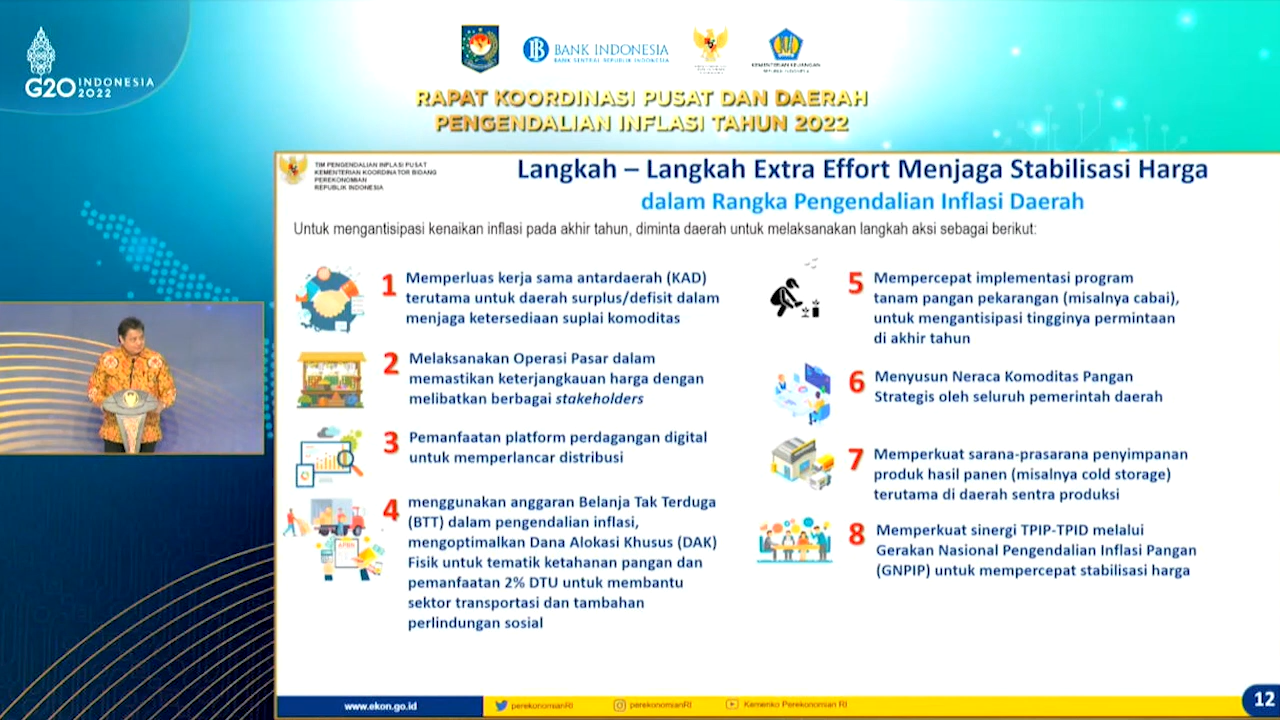 G20 INDONESIA
2022
BANK INDONESIA
BANK SENTRAL REPUBLIK INDONESIA
KEMENTERIAN KEUANGAN
REPUBLIK INDONESIA
RAPAT KOORDINASI PUSAT DAN DAERAH
PENGENDALIAN INFLASI TAHUN 2022
TIM PENGENDALIAN INFLASI PUSAT
KEMENTERIAN KOORDINATOR BIDANG
PEREKONOMIAN
REPUBLIK INDONESIA
Langkah – Langkah Extra Effort Menjaga Stabilisasi Harga
dalam Rangka Pengendalian Inflasi Daerah
Untuk mengantisipasi kenaikan inflasi pada akhir tahun, diminta daerah untuk melaksanakan langkah aksi sebagai berikut:
1 Memperluas kerja sama antardaerah (KAD)
terutama untuk daerah surplus/defisit dalam
menjaga ketersediaan suplai komoditas
2 Melaksanakan Operasi Pasar dalam
memastikan keterjangkauan harga dengan
melibatkan berbagai stakeholders
3 Pemanfaatan platform perdagangan digital
untuk memperlancar distribusi
4 menggunakan anggaran Belanja Tak Terduga
(BTT) dalam pengendalian inflasi,
mengoptimalkan Dana Alokasi Khusus (DAK)
Fisik untuk tematik ketahanan pangan dan
pemanfaatan 2% DTU untuk membantu
sektor transportasi dan tambahan
perlindungan sosial
5 Mempercepat implementasi program
tanam pangan pekarangan (misalnya cabai),
untuk mengantisipasi tingginya permintaan
di akhir tahun
6 Menyusun Neraca Komoditas Pangan
Strategis oleh seluruh pemerintah daerah
7 Memperkuat sarana-prasarana penyimpanan
produk hasil panen (misalnya cold storage)
terutama di daerah sentra produksi
8 Memperkuat sinergi TPIP-TPID melalui
Gerakan Nasional Pengendalian Inflasi Pangan
(GNPIP) untuk mempercepat stabilisasi harga
www.ekon.go.id
perekonomianRI
perekonomianRI
Kemenko Perekonomian RI
12